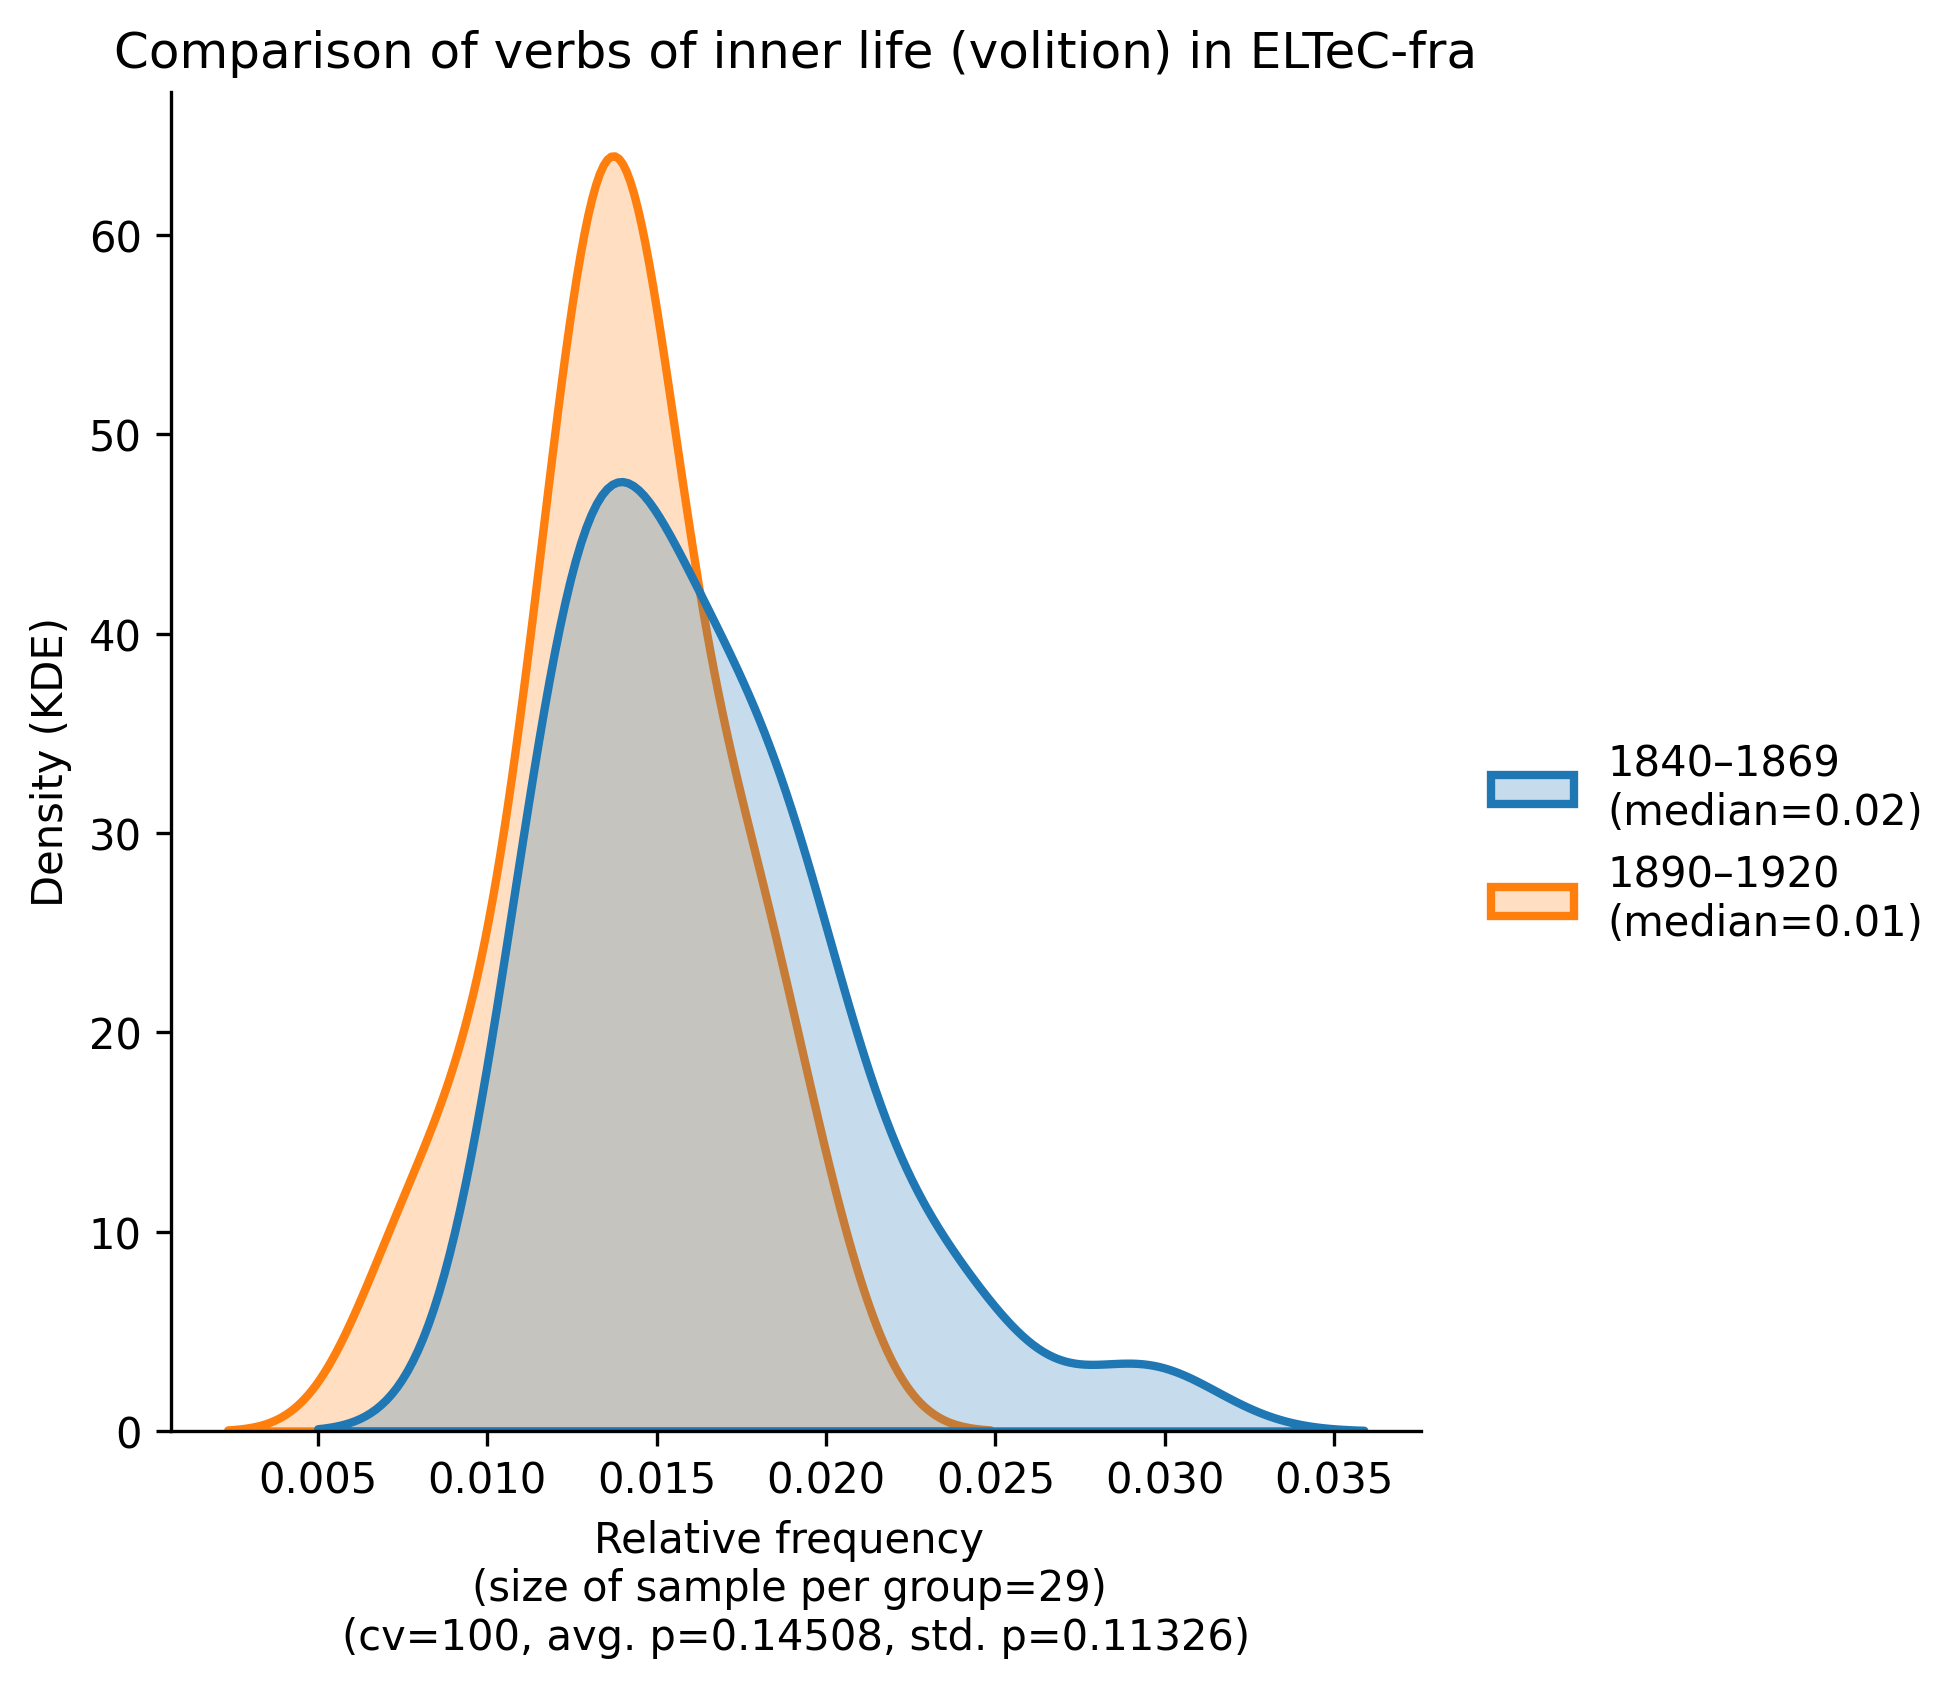 Comparison of verbs of inner life (volition) in ELTeC-fra
Density (KDE)
60
50
40
30
20
10
0
0.005 0.010 0.015 0.020 0.025 0.030 0.035
Relative frequency
(size of sample per group=29)
(cv=100, avg. p=0.14508, std. p=0.11326)
1840–1869
(median=0.02)
1890–1920
(median=0.01)